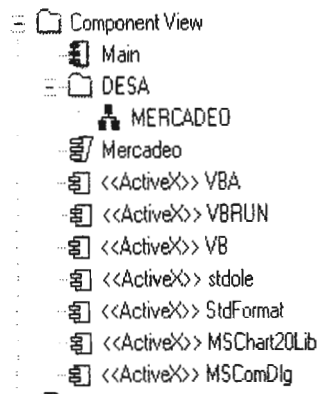 Component View
Main
DESA
MERCADEO
Mercadeo
<<ActiveX>> VBA
<<ActiveX>> VBRUN
<<ActiveX>> VB
<<ActiveX>> stdole
<<ActiveX>> StdFormat
<<ActiveX>> MSChart20Lib
<<ActiveX>> MSComDlg